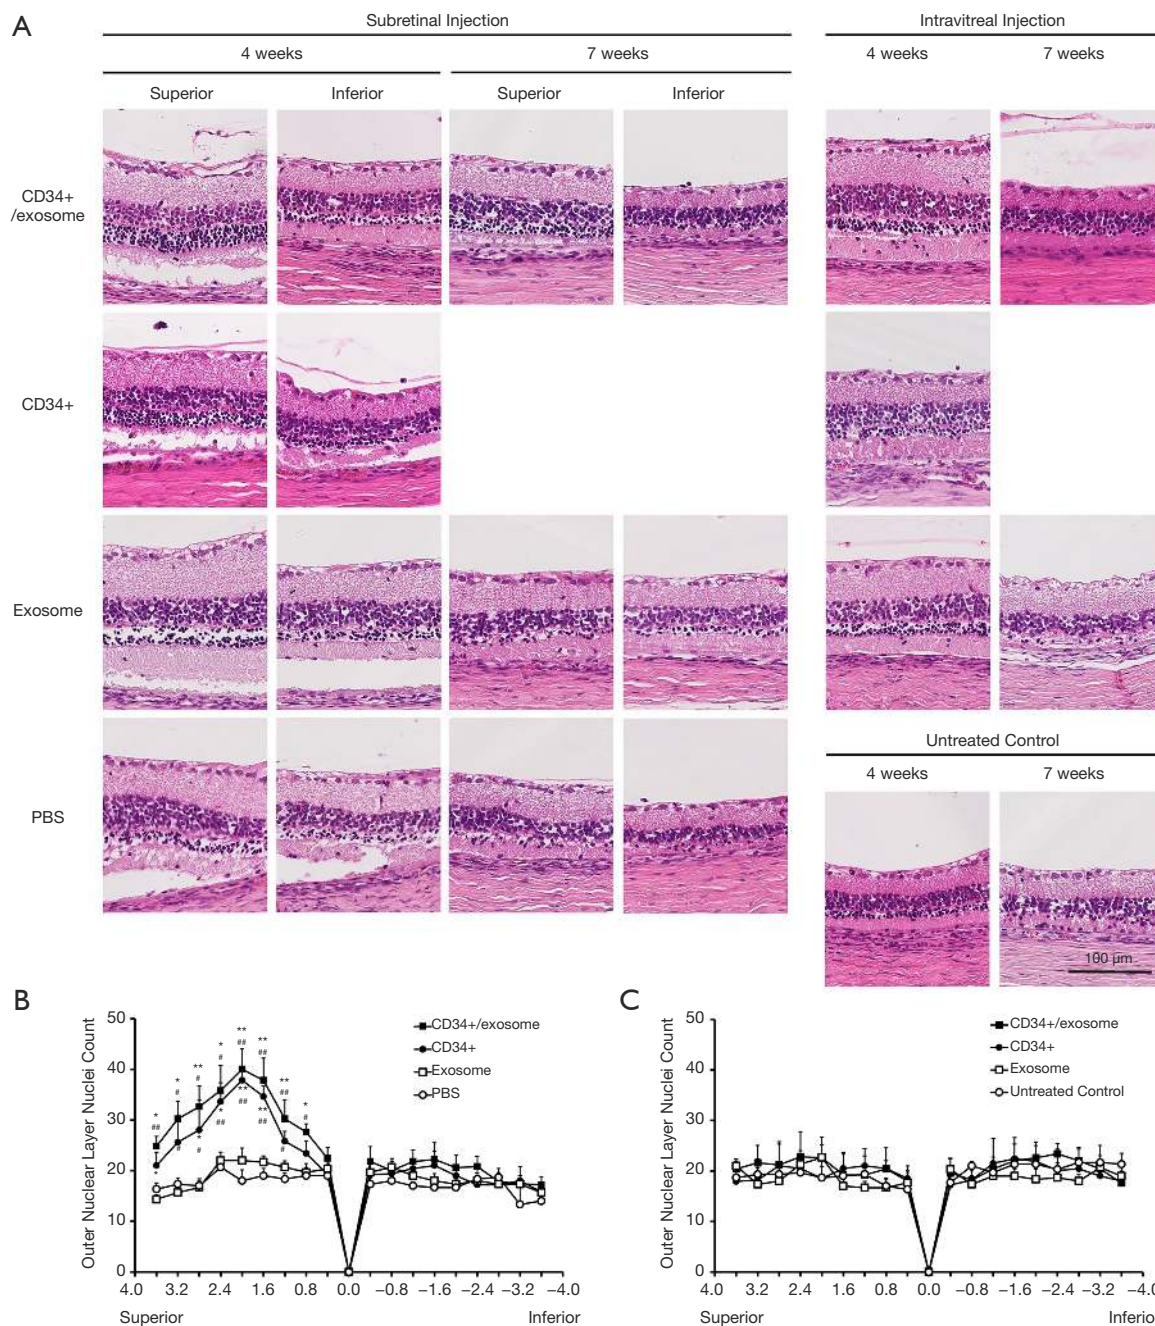 A
Subretinal Injection
Intravitreal Injection
4 weeks
7 weeks
4 weeks
7 weeks
Superior
Inferior
Superior
Inferior
CD34+
/exosome
CD34+
Exosome
PBS
Untreated Control
4 weeks
7 weeks
100 μm
B
Outer Nuclear Layer Nuclei Count
50
40
30
20
10
0
CD34+/exosome
CD34+
Exosome
PBS
* ## * # ** # * # ** ## ** ## ** ## * #
* # * # * ## ** ## ** ## #
4.0 3.2 2.4 1.6 0.8 0.0 −0.8 −1.6 −2.4 −3.2 −4.0
Superior
Inferior
C
Outer Nuclear Layer Nuclei Count
50
40
30
20
10
0
CD34+/exosome
CD34+
Exosome
Untreated Control
4.0 3.2 2.4 1.6 0.8 0.0 −0.8 −1.6 −2.4 −3.2 −4.0
Superior
Inferior